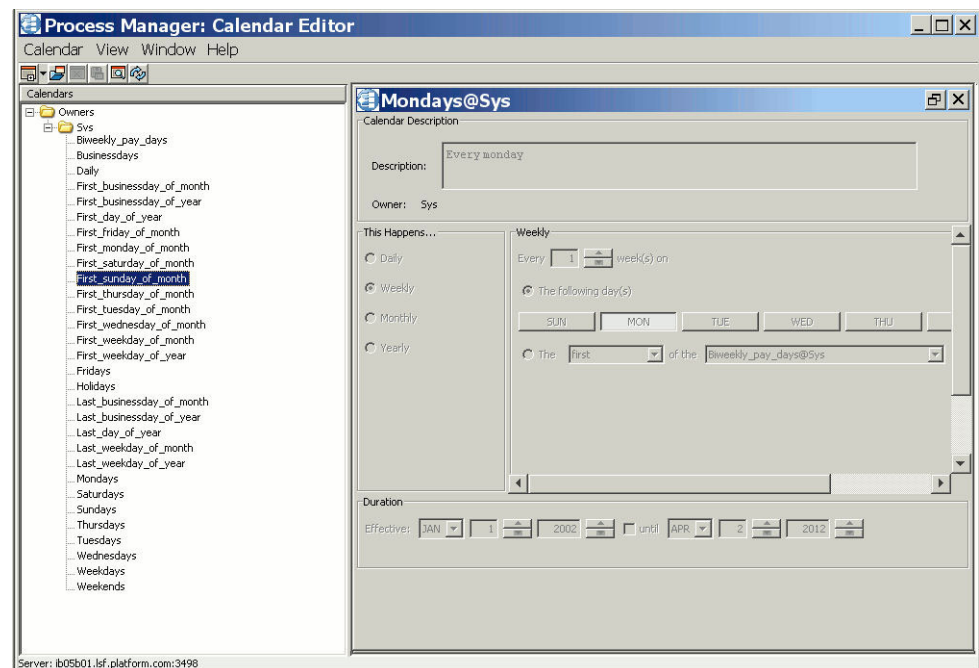 Process Manager: Calendar Editor
Calendar View Window Help
Calendars
Owners
Sys
Biweekly_pay_days
Businessdays
Daily
First_businessday_of_month
First_businessday_of_year
First_day_of_year
First_friday_of_month
First_monday_of_month
First_saturday_of_month
First_sunday_of_month
First_thursday_of_month
First_tuesday_of_month
First_wednesday_of_month
First_weekday_of_month
First_weekday_of_year
Fridays
Holidays
Last_businessday_of_month
Last_businessday_of_year
Last_day_of_year
Last_weekday_of_month
Last_weekday_of_year
Mondays
Saturdays
Sundays
Thursdays
Tuesdays
Wednesdays
Weekdays
Weekends
Mondays@Sys
Calendar Description
Description: Every monday
Owner: Sys
This Happens...
Daily
Weekly
Monthly
Yearly
Weekly
Every 1 week(s) on
The following day(s)
SUN MON TUE WED THU
The first of the Biweekly_pay_days@Sys
Duration
Effective: JAN 1 2002 until APR 2 2012
Server: ib05b01.lsf.platform.com:3498